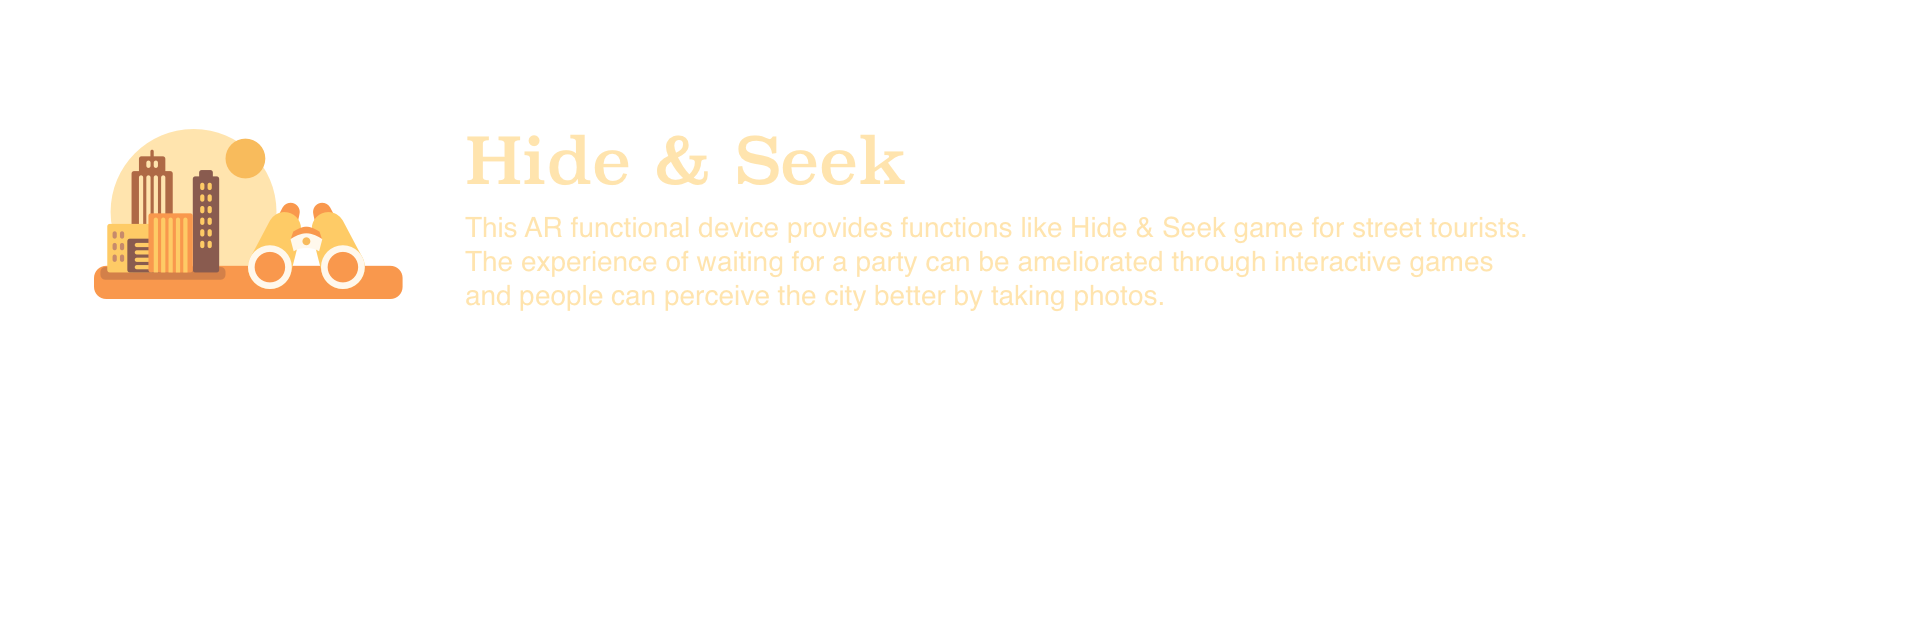 Hide & Seek
This AR functional device provides functions like Hide & Seek game for street tourists.
The experience of waiting for a party can be ameliorated through interactive games
and people can perceive the city better by taking photos.